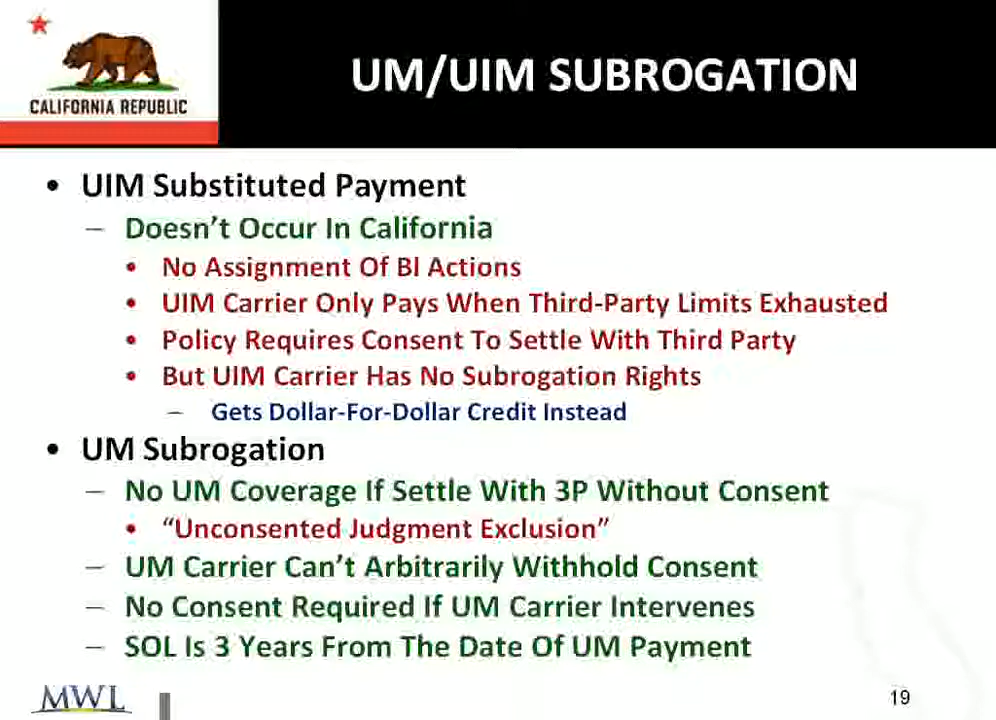 CALIFORNIA REPUBLIC
UM/UIM SUBROGATION
• UIM Substituted Payment
– Doesn't Occur In California
• No Assignment Of BI Actions
• UIM Carrier Only Pays When Third-Party Limits Exhausted
• Policy Requires Consent To Settle With Third Party
• But UIM Carrier Has No Subrogation Rights
– Gets Dollar-For-Dollar Credit Instead
• UM Subrogation
– No UM Coverage If Settle With 3P Without Consent
• "Unconsented Judgment Exclusion"
– UM Carrier Can't Arbitrarily Withhold Consent
– No Consent Required If UM Carrier Intervenes
– SOL Is 3 Years From The Date Of UM Payment
MWL
19